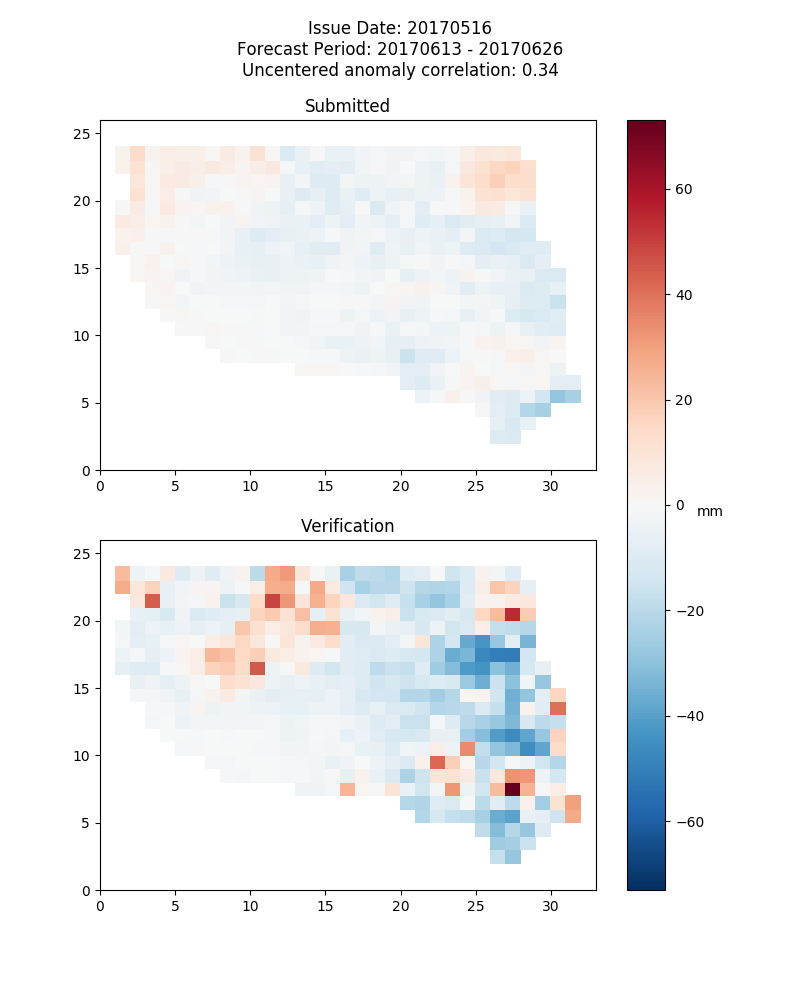 Issue Date: 20170516
Forecast Period: 20170613 - 20170626
Uncentered anomaly correlation: 0.34
Submitted
25
20
15
10
5
0
0 5 10 15 20 25 30
Verification
25
20
15
10
5
0
0 5 10 15 20 25 30
60
40
20
0
−20
−40
−60
mm